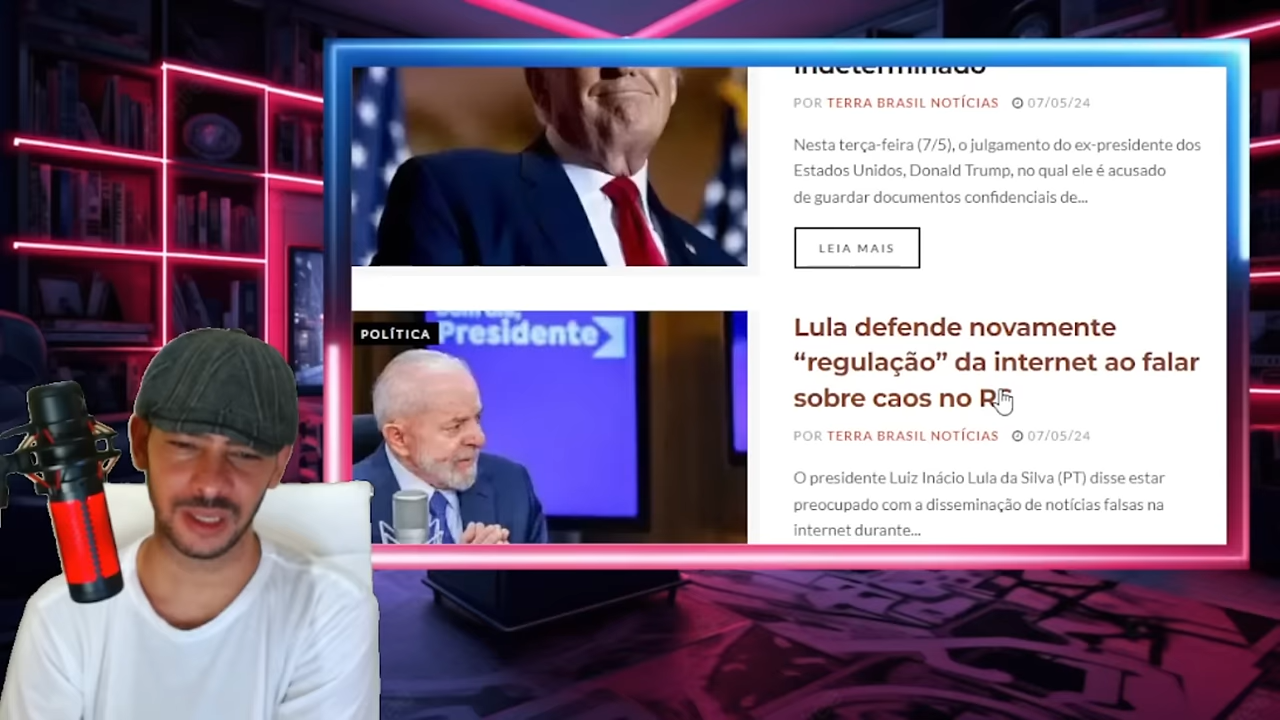 indeterminado
POR TERRA BRASIL NOTÍCIAS 07/05/24
Nesta terça-feira (7/5), o julgamento do ex-presidente dos
Estados Unidos, Donald Trump, no qual ele é acusado
de guardar documentos confidenciais de...
LEIA MAIS
POLÍTICA
Bom dia,
Presidente
Lula defende novamente
“regulação” da internet ao falar
sobre caos no R
POR TERRA BRASIL NOTÍCIAS 07/05/24
O presidente Luiz Inácio Lula da Silva (PT) disse estar
preocupado com a disseminação de notícias falsas na
internet durante...